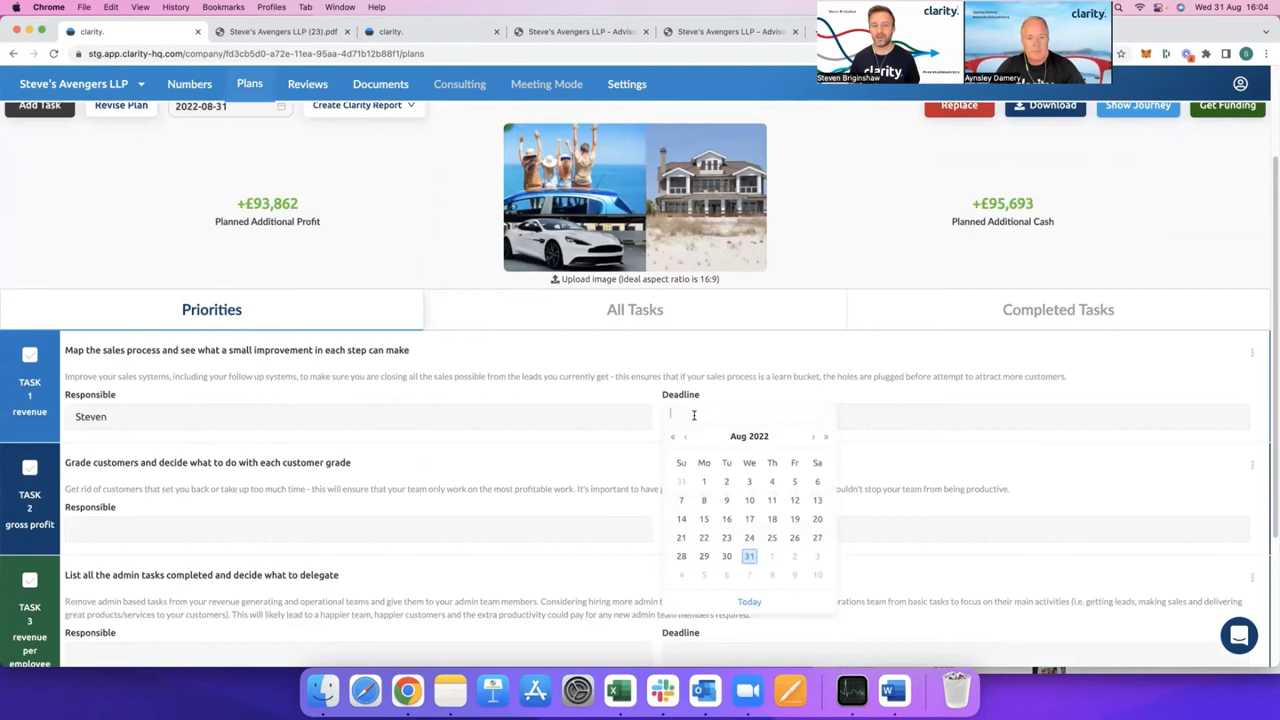 Chrome File Edit View History Bookmarks Profiles Tab Window Help
Wed 31 Aug 16:04
clarity.
Steve's Avengers LLP (23).pdf
clarity.
Steve's Avengers LLP - Adviso
Steve's Avengers LLP - Adviso
stg.app.clarity-hq.com/company/fd3cb5d0-a72e-11ea-95aa-4d71b12b88f1/plans
clarity.
Steven Briginshaw
clarity.
Aynsley Damery
Steve's Avengers LLP
Numbers
Plans
Reviews
Documents
Consulting
Meeting Mode
Settings
Add Task
Revise Plan
2022-08-31
Create Clarity Report
Replace
Download
Show Journey
Get Funding
+£93,862
Planned Additional Profit
+£95,693
Planned Additional Cash
Upload image (Ideal aspect ratio is 16:9)
Priorities
All Tasks
Completed Tasks
TASK
1
revenue
Map the sales process and see what a small improvement in each step can make
Improve your sales systems, including your follow up systems, to make sure you are closing all the sales possible from the leads you currently get - this ensures that if your sales process is a learn bucket, the holes are plugged before attempt to attract more customers.
Responsible
Deadline
Steven
Aug 2022
Su Mo Tu We Th Fr Sa
31 1 2 3 4 5 6
7 8 9 10 11 12 13
14 15 16 17 18 19 20
21 22 23 24 25 26 27
28 29 30 31 1 2 3
4 5 6 7 8 9 10
Today
TASK
2
gross profit
Grade customers and decide what to do with each customer grade
Get rid of customers that set you back or take up too much time - this will ensure that your team only work on the most profitable work. It's important to have
uldn't stop your team from being productive.
Responsible
TASK
3
revenue
per
employee
List all the admin tasks completed and decide what to delegate
Remove admin based tasks from your revenue generating and operational teams and give them to your admin team members. Considering hiring more admin
erations team from basic tasks to focus on their main activities (i.e. getting leads, making sales and delivering
great products/services to your customers). This will likely lead to a happier team, happier customers and the extra productivity could pay for any new admin team members required.
Responsible
Deadline